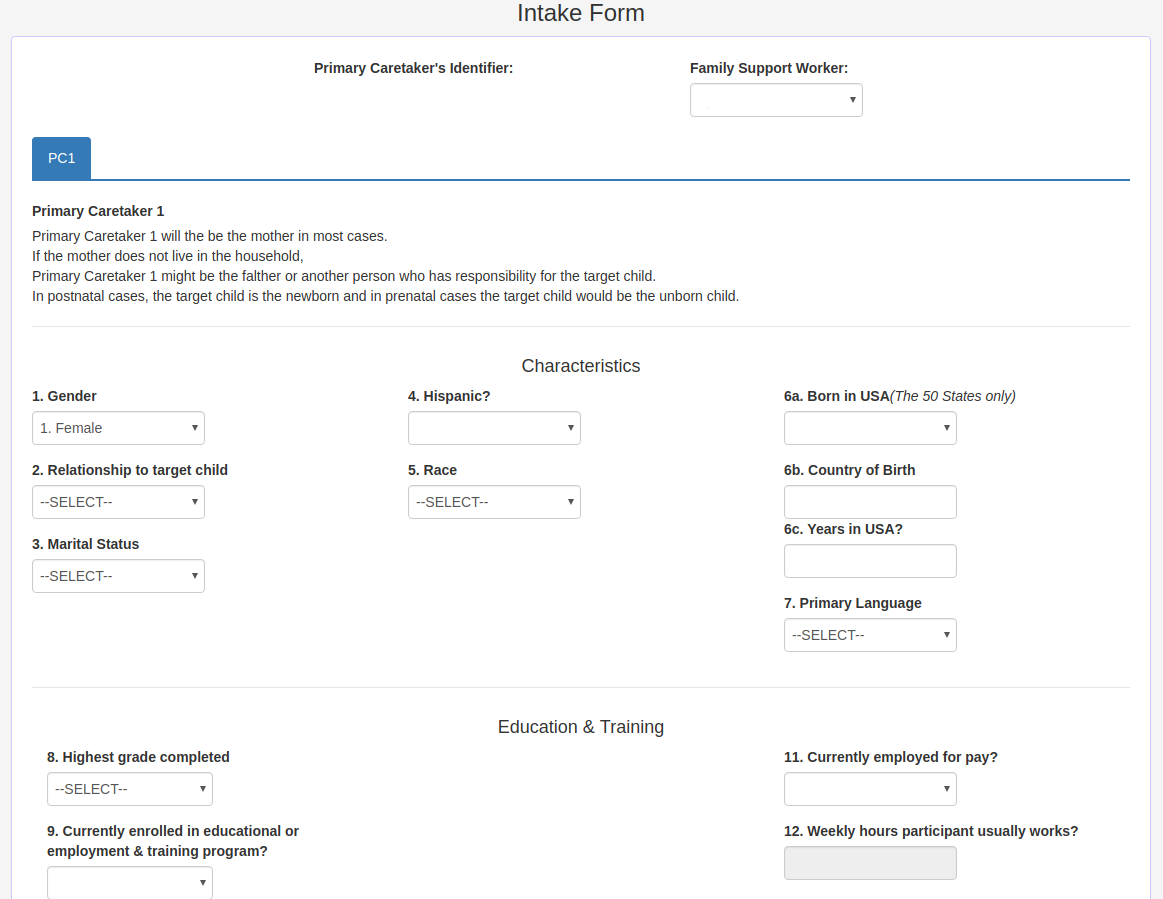 Intake Form
Primary Caretaker's Identifier:
Family Support Worker:
PC1
Primary Caretaker 1
Primary Caretaker 1 will the be the mother in most cases.
If the mother does not live in the household,
Primary Caretaker 1 might be the falther or another person who has responsibility for the target child.
In postnatal cases, the target child is the newborn and in prenatal cases the target child would be the unborn child.
Characteristics
1. Gender
1. Female
2. Relationship to target child
--SELECT--
3. Marital Status
--SELECT--
4. Hispanic?
5. Race
--SELECT--
6a. Born in USA(The 50 States only)
6b. Country of Birth
6c. Years in USA?
7. Primary Language
--SELECT--
Education & Training
8. Highest grade completed
--SELECT--
9. Currently enrolled in educational or
employment & training program?
11. Currently employed for pay?
12. Weekly hours participant usually works?